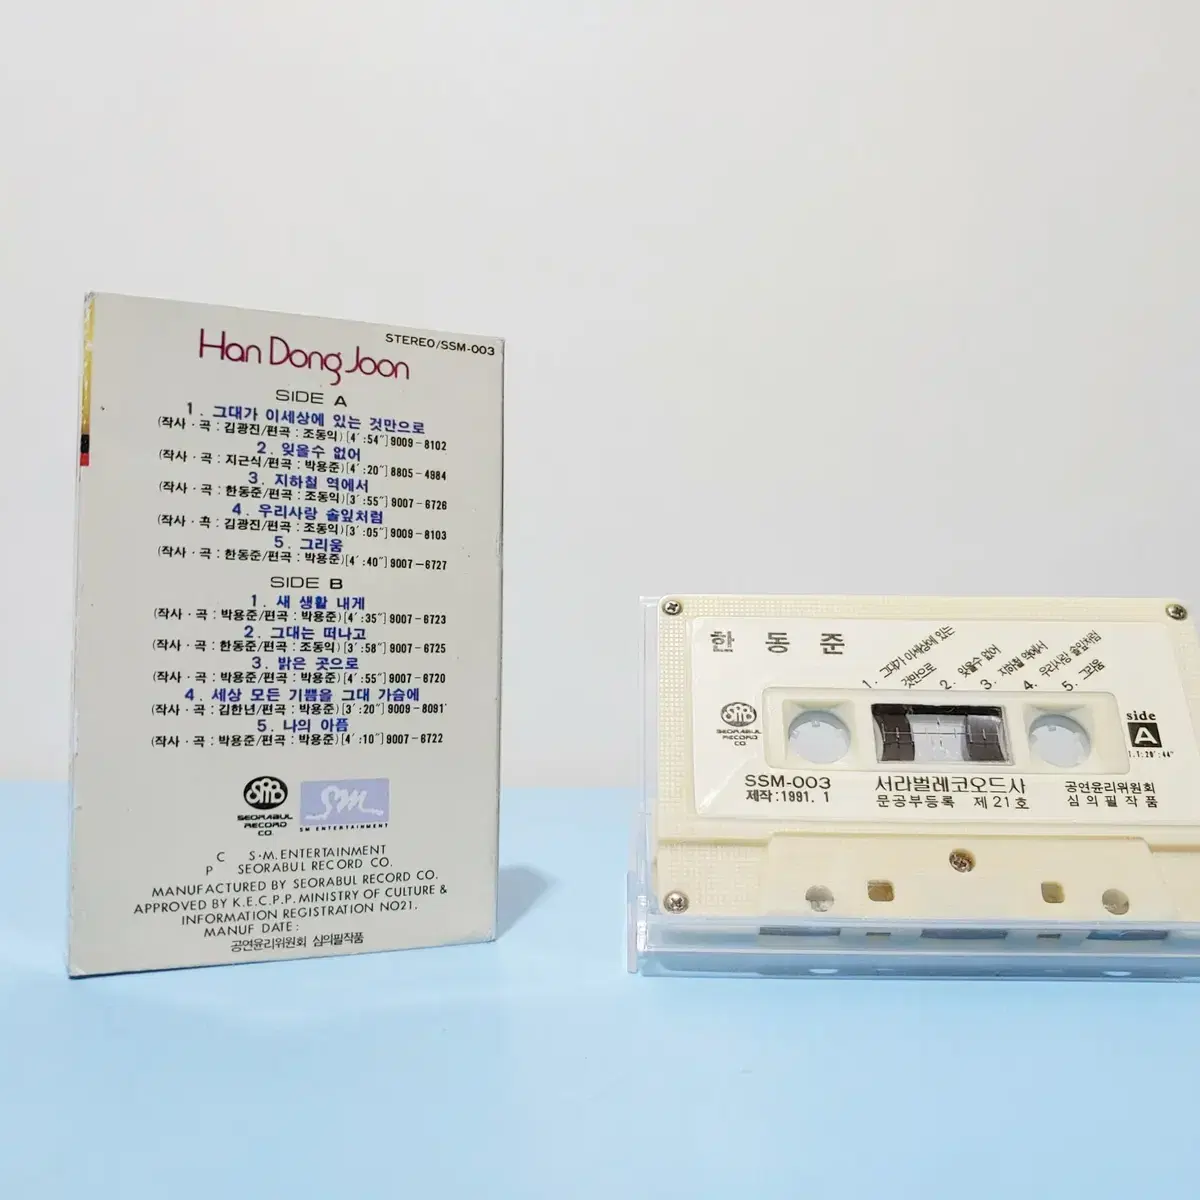 STEREO/SSM-003
Han Dong Joon
SIDE A
1. 그대가 이세상에 있는 것만으로
(작사·곡 : 김광진/편곡 : 조동익)[4′:54″]9009-8102
2. 잊을수 없어
(작사·곡 : 지근식/편곡 : 박용준)[4′:20″]8805-4984
3. 지하철 역에서
(작사·곡 : 한동준/편곡 : 조동익)[3′:55″]9007-6726
4. 우리사랑 솔잎처럼
(작사·곡 : 김광진/편곡 : 조동익)[3′:05″]9009-8103
5. 그리움
(작사·곡 : 한동준/편곡 : 박용준)[4′:40″]9007-6727
SIDE B
1. 새 생활 내게
(작사·곡 : 박용준/편곡 : 박용준)[4′:35″]9007-6723
2. 그대는 떠나고
(작사·곡 : 한동준/편곡 : 조동익)[3′:58″]9007-6725
3. 밝은 곳으로
(작사·곡 : 박용준/편곡 : 박용준)[4′:55″]9007-6720
4. 세상 모든 기쁨을 그대 가슴에
(작사·곡 : 김한년/편곡 : 박용준)[3′:20″]9009-8091
5. 나의 아픔
(작사·곡 : 박용준/편곡 : 박용준)[4′:10″]9007-6722
SRB
SEORABUL
RECORD
CO.
SM
SM ENTERTAINMENT
C S·M. ENTERTAINMENT
P SEORABUL RECORD CO.
MANUFACTURED BY SEORABUL RECORD CO.
APPROVED BY K.E.C.P.P. MINISTRY OF CULTURE &
INFORMATION REGISTRATION NO21.
MANUF DATE:
공연윤리위원회 심의필작품
한동준
1. 그대가 이세상에 있는
것만으로
2. 잊을수 없어
3. 지하철 역에서
4. 우리사랑 솔잎처럼
5. 그리움
SRB
SEORABUL
RECORD
CO.
side
A
SSM-003
제작:1991. 1
서라벌레코오드사
문공부등록 제21호
공연윤리위원회
심의필작품